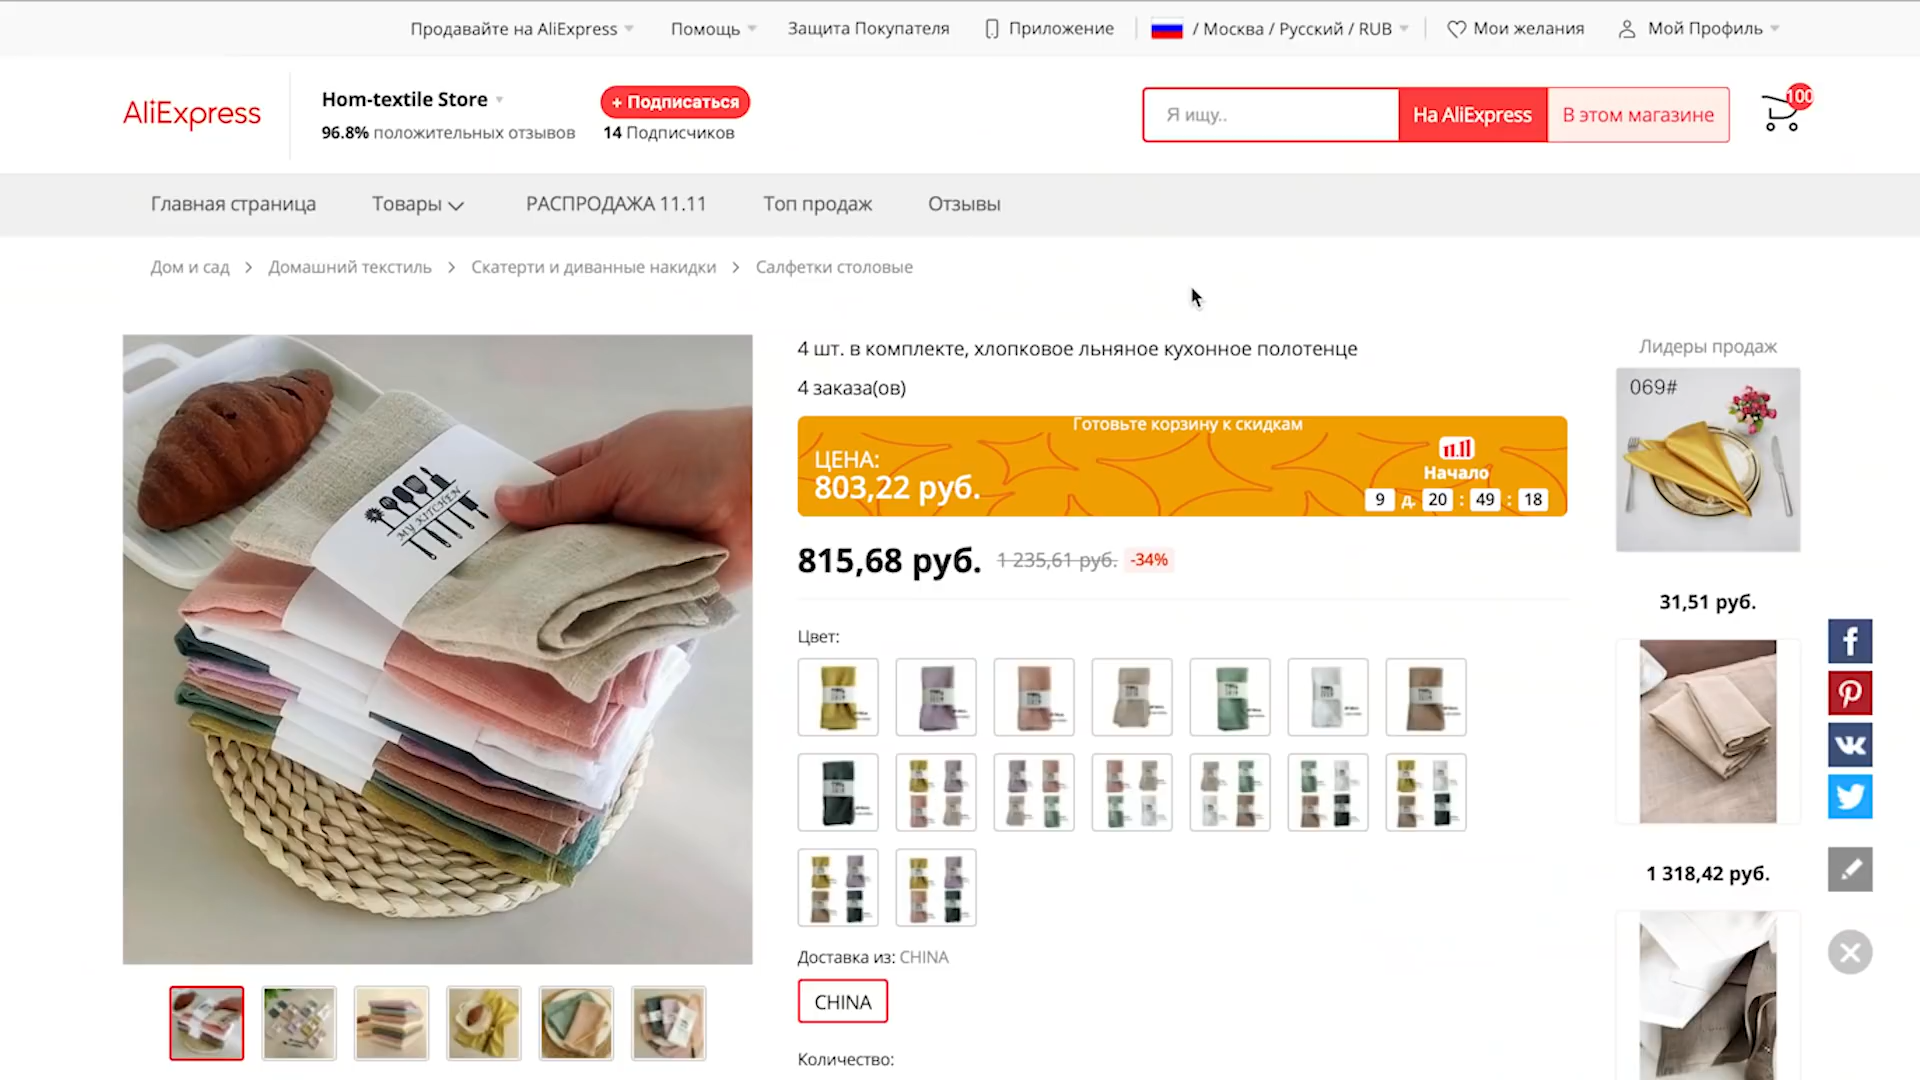 Продавайте на AliExpress
Помощь
Защита Покупателя
Приложение
/ Москва / Русский / RUB
Мои желания
Мой Профиль
AliExpress
Hom-textile Store
96.8% положительных отзывов
+ Подписаться
14 Подписчиков
Я ищу..
На AliExpress
В этом магазине
100
Главная страница
Товары
РАСПРОДАЖА 11.11
Топ продаж
Отзывы
Дом и сад > Домашний текстиль > Скатерти и диванные накидки > Салфетки столовые
MY KITCHEN
4 шт. в комплекте, хлопковое льняное кухонное полотенце
4 заказа(ов)
Готовьте корзину к скидкам
ЦЕНА:
803,22 руб.
11.11
Начало
9 д. 20 : 49 : 18
815,68 руб. 1 235,61 руб. -34%
Цвет:
Доставка из: CHINA
CHINA
Количество:
Лидеры продаж
069#
31,51 руб.
1 318,42 руб.